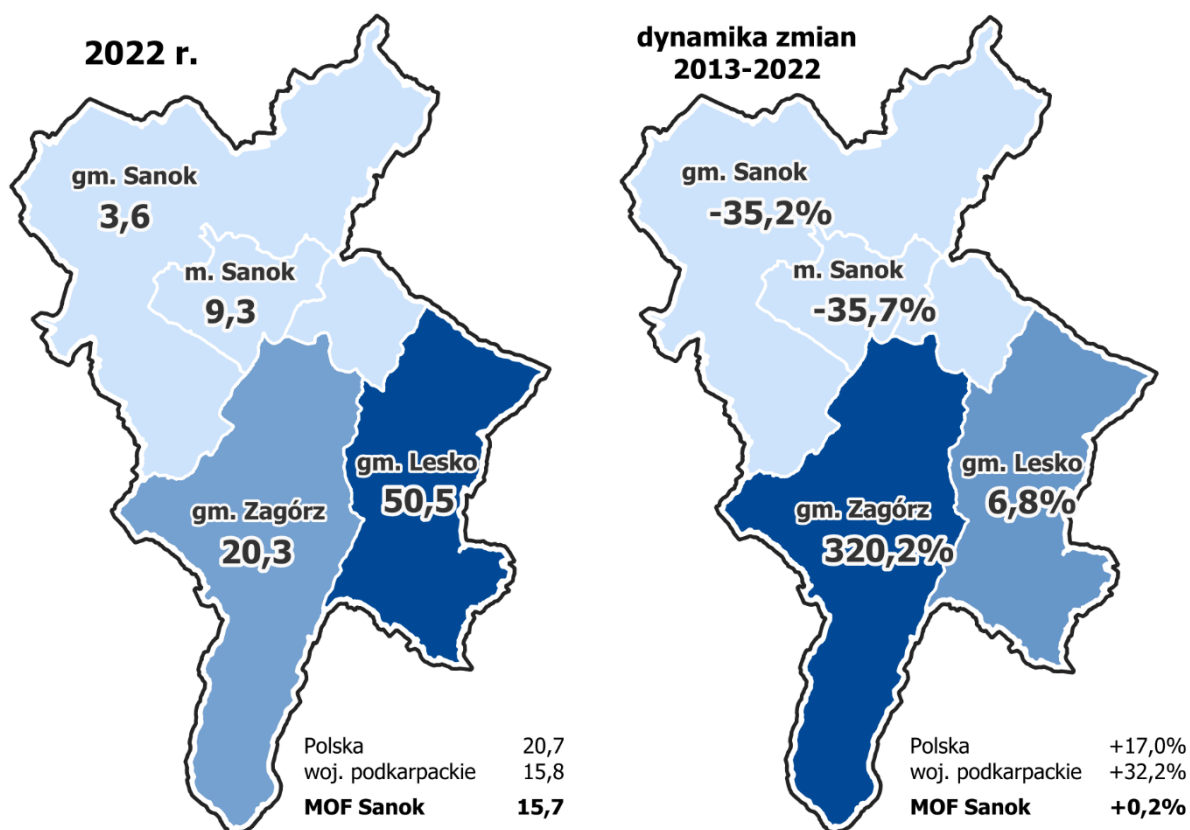 2022 r.
gm. Sanok
3,6
m. Sanok
9,3
gm. Lesko
50,5
gm. Zagórz
20,3
Polska 20,7
woj. podkarpackie 15,8
MOF Sanok 15,7
dynamika zmian
2013-2022
gm. Sanok
-35,2%
m. Sanok
-35,7%
gm. Lesko
6,8%
gm. Zagórz
320,2%
Polska +17,0%
woj. podkarpackie +32,2%
MOF Sanok +0,2%